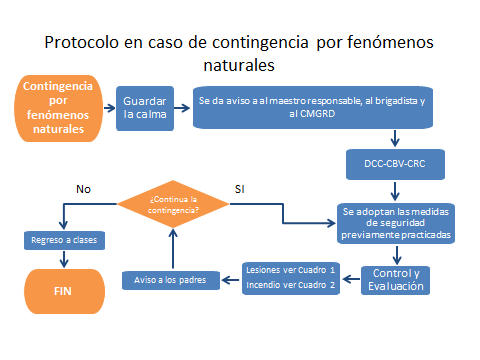 Protocolo en caso de contingencia por fenómenos
naturales
Contingencia
por
fenómenos
naturales
Guardar
la calma
Se da aviso a al maestro responsable, al brigadista y
al CMGRD
DCC-CBV-CRC
No
¿Continua la
contingencia?
SI
Se adoptan las medidas
de seguridad
previamente practicadas
Regreso a clases
FIN
Aviso a los padres
Lesiones ver Cuadro 1
Incendio ver Cuadro 2
Control y
Evaluación